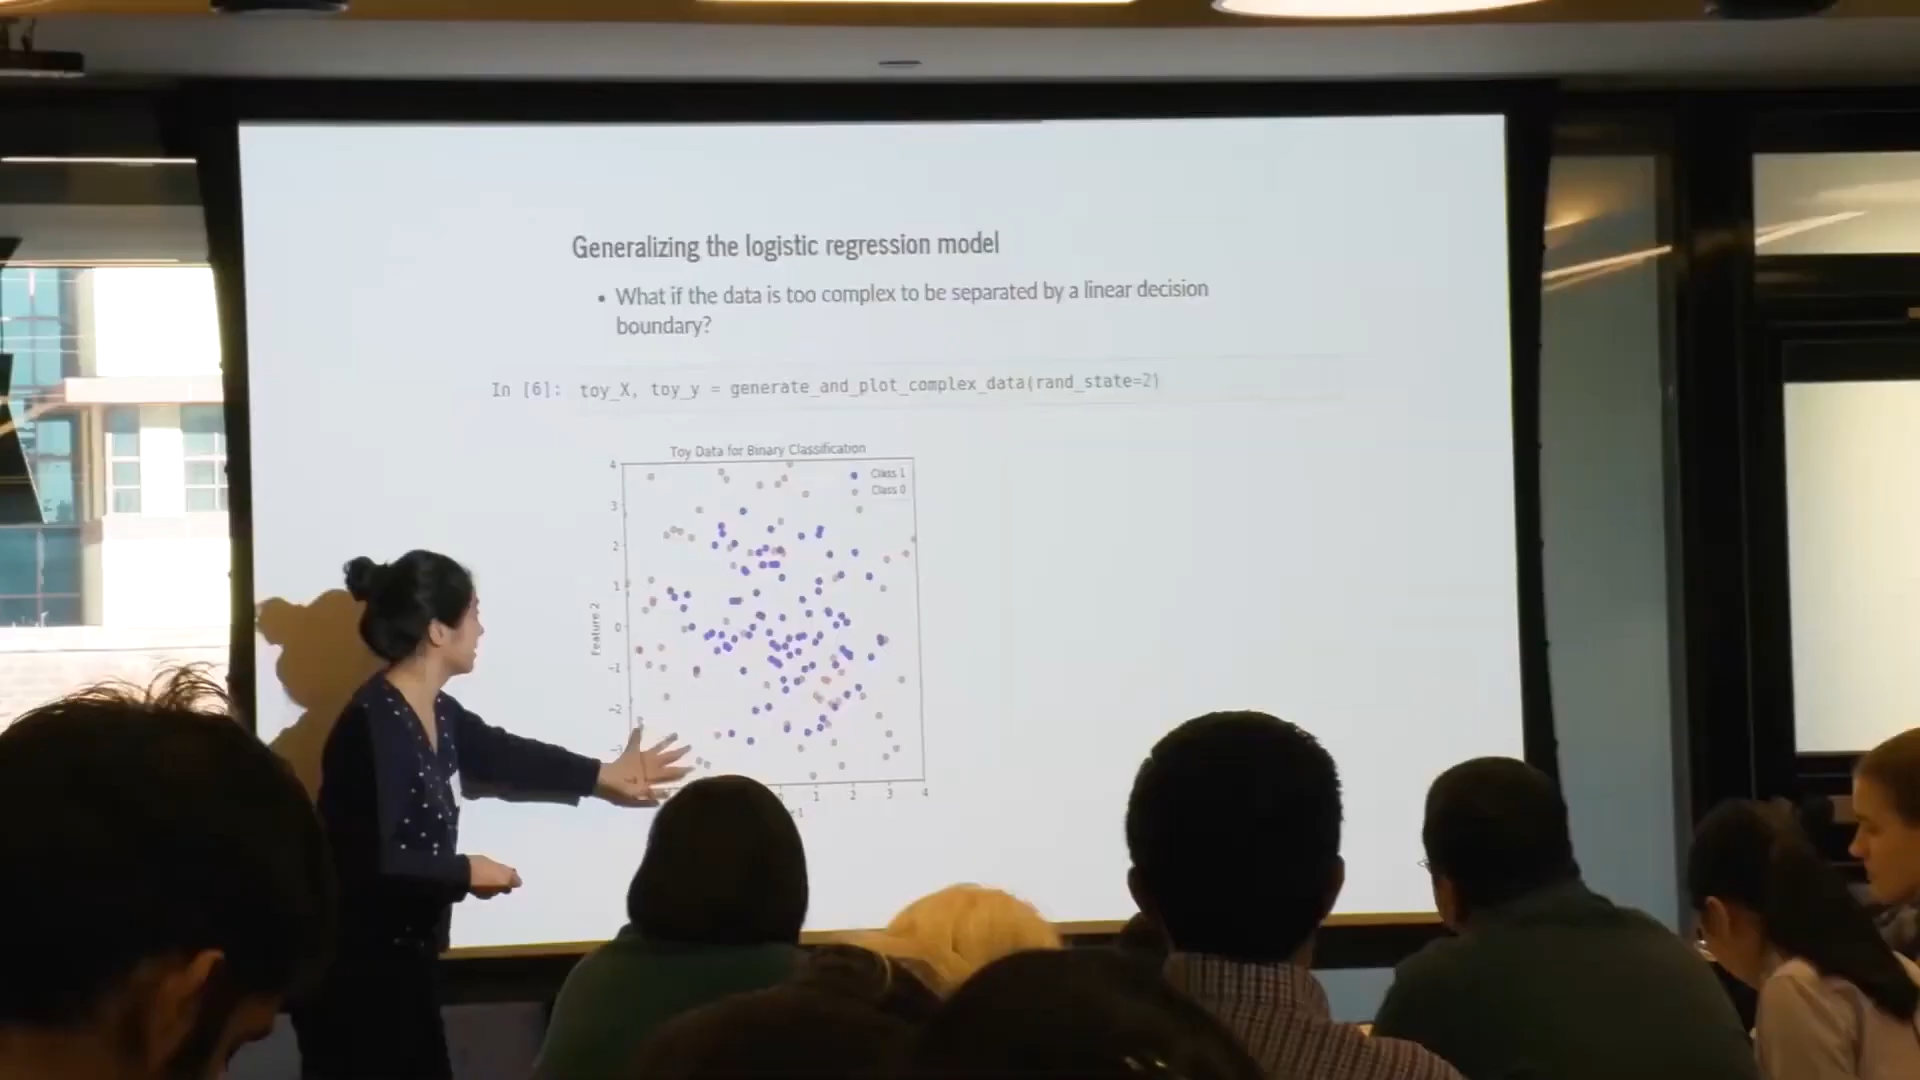 Generalizing the logistic regression model
• What if the data is too complex to be separated by a linear decision
boundary?
In [6]: toy_X, toy_y = generate_and_plot_complex_data(rand_state=2)
Toy Data for Binary Classification
Class 1
Class 0
4
3
2
1
0
-1
-2
-3
Feature 2
1 2 3 4